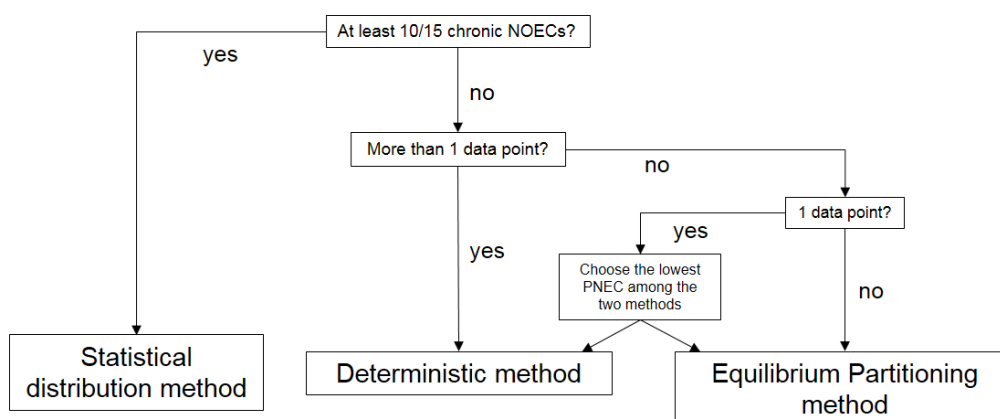 At least 10/15 chronic NOECs?
yes
no
More than 1 data point?
no
1 data point?
yes
yes
Choose the lowest
PNEC among the
two methods
no
Statistical
distribution method
Deterministic method
Equilibrium Partitioning
method